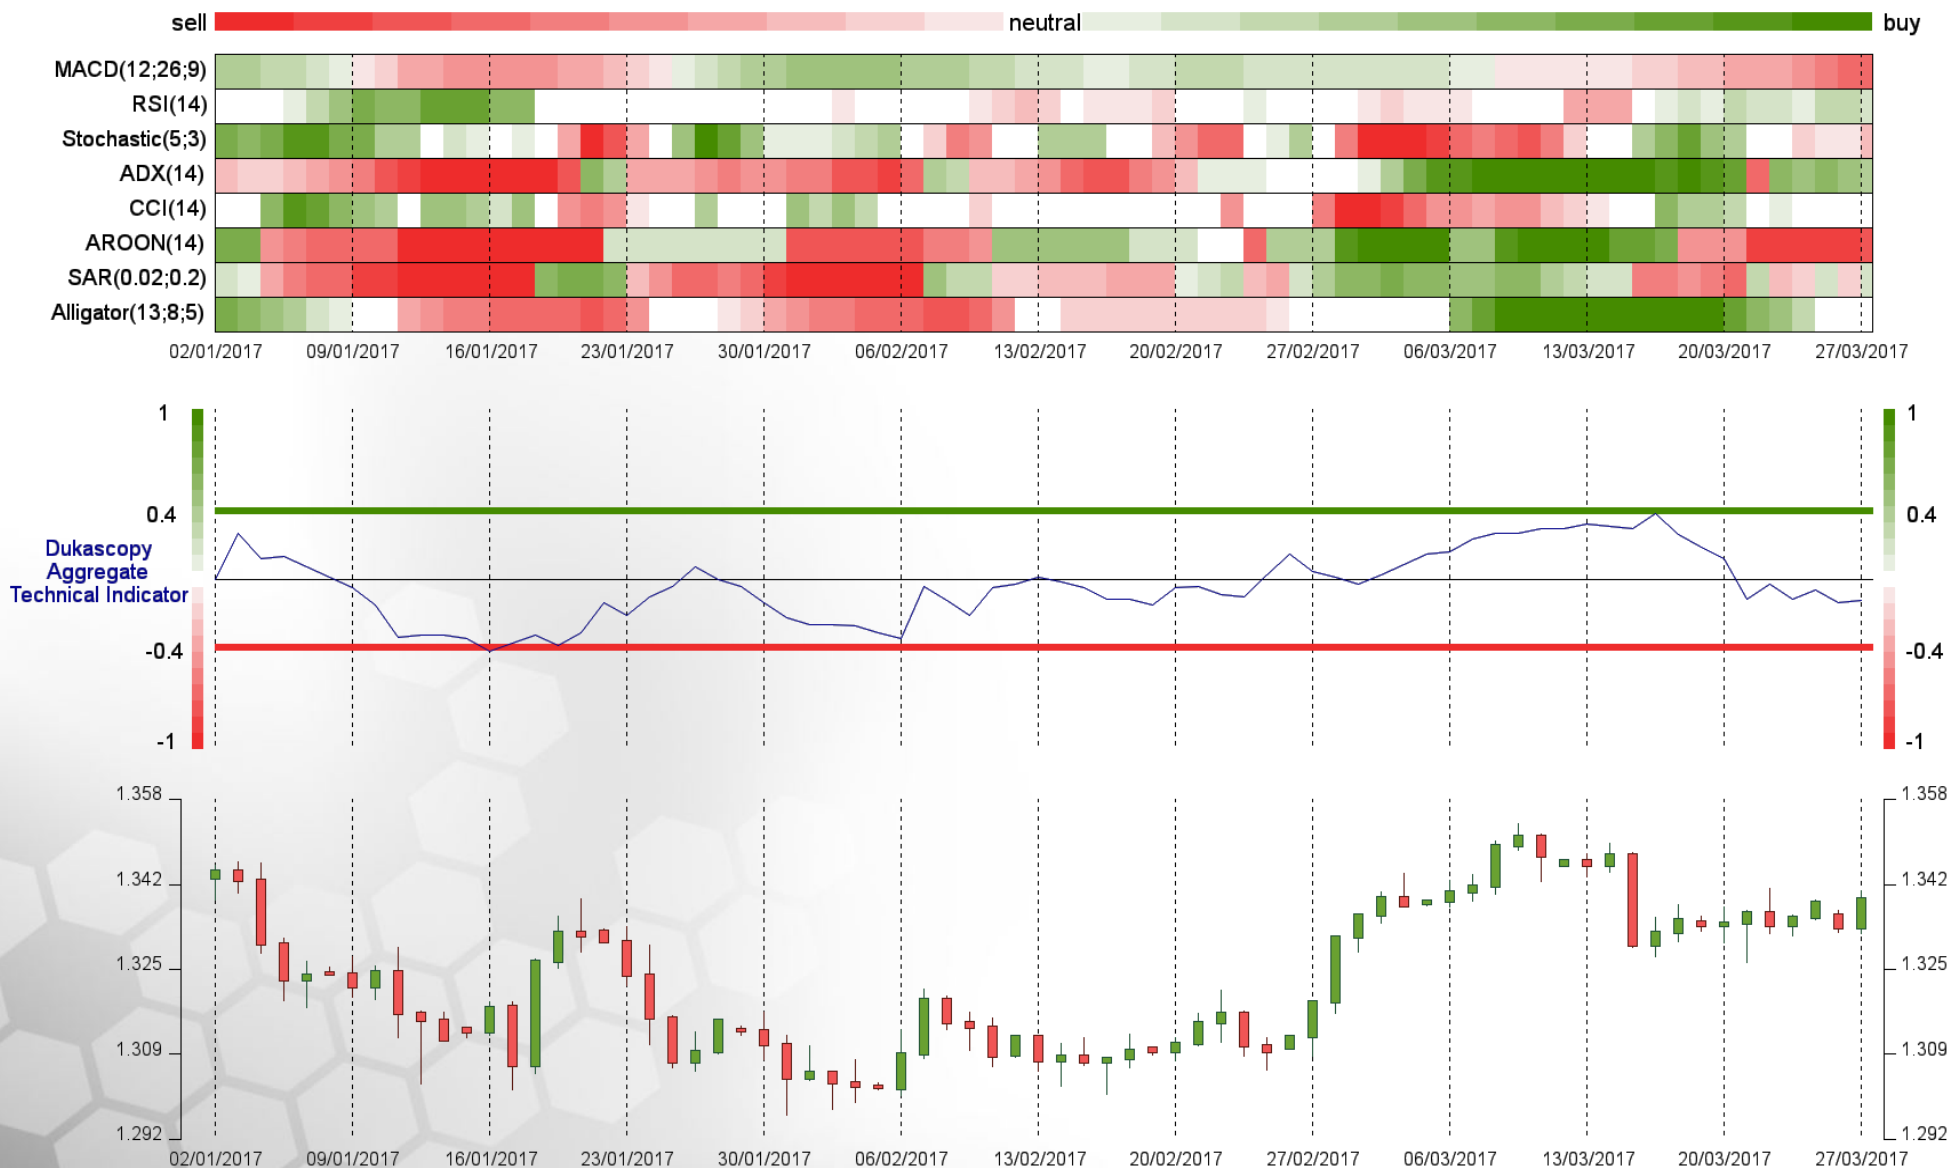 sell neutral buy
MACD(12;26;9)
RSI(14)
Stochastic(5;3)
ADX(14)
CCI(14)
AROON(14)
SAR(0.02;0.2)
Alligator(13;8;5)
02/01/2017 09/01/2017 16/01/2017 23/01/2017 30/01/2017 06/02/2017 13/02/2017 20/02/2017 27/02/2017 06/03/2017 13/03/2017 20/03/2017 27/03/2017
1 1
0.4 0.4
Dukascopy
Aggregate
Technical Indicator
-0.4 -0.4
-1 -1
1.358 1.358
1.342 1.342
1.325 1.325
1.309 1.309
1.292 1.292
02/01/2017 09/01/2017 16/01/2017 23/01/2017 30/01/2017 06/02/2017 13/02/2017 20/02/2017 27/02/2017 06/03/2017 13/03/2017 20/03/2017 27/03/2017